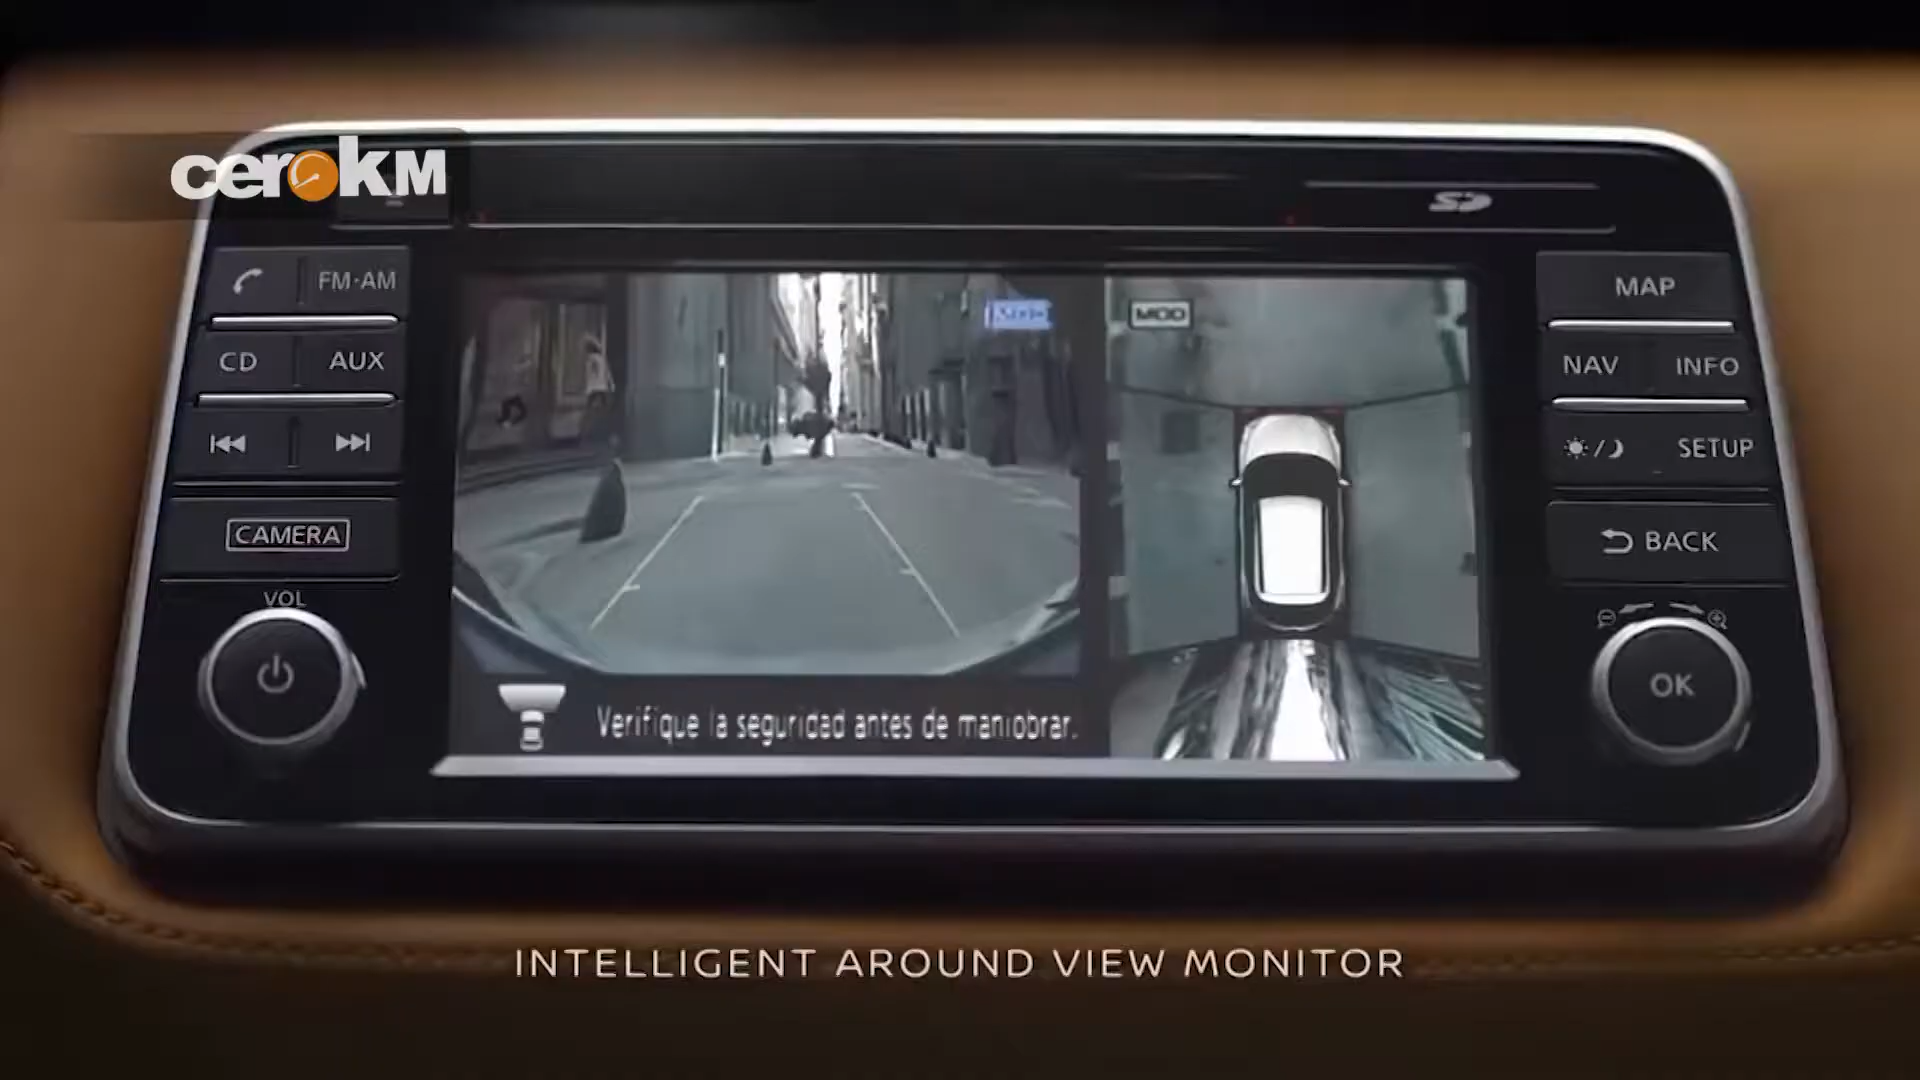 ceroKM
FM·AM
CD AUX
CAMERA
VOL
MAP
NAV INFO
SETUP
BACK
OK
MOD
Verifique la seguridad antes de maniobrar.
INTELLIGENT AROUND VIEW MONITOR